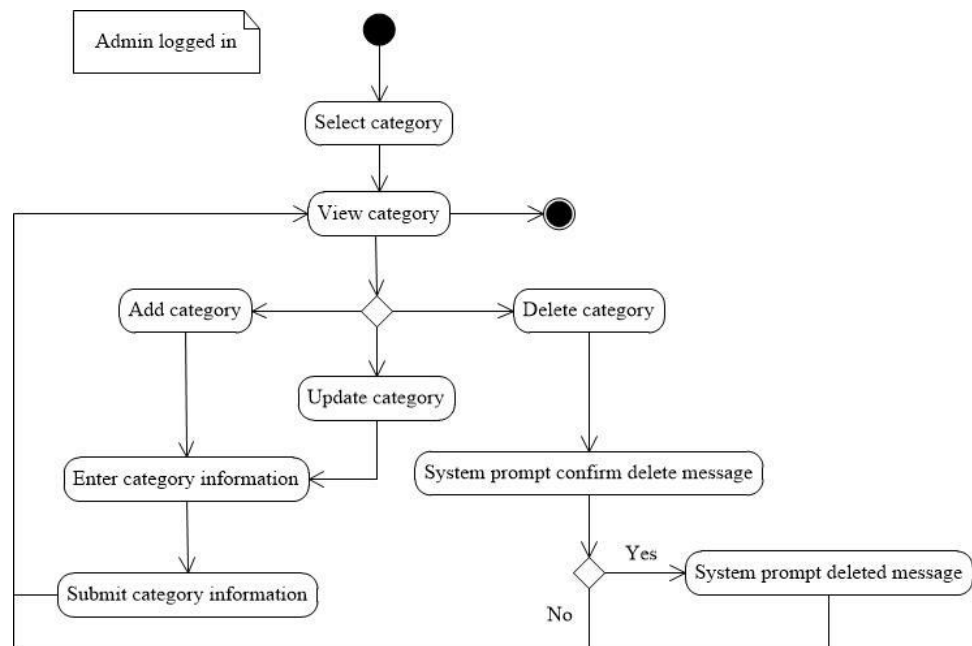 Admin logged in
Select category
View category
Add category
Delete category
Update category
Enter category information
System prompt confirm delete message
Yes
System prompt deleted message
Submit category information
No